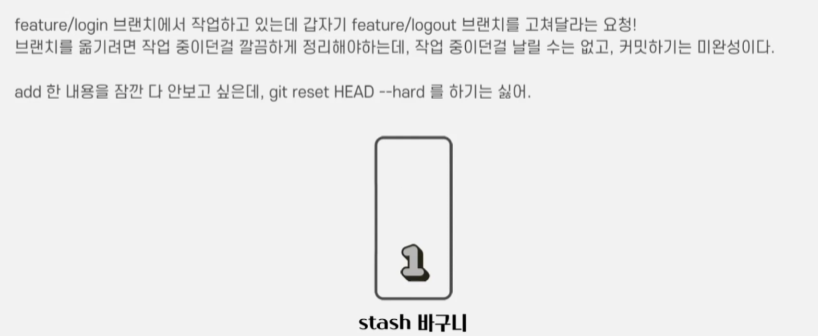 feature/login 브랜치에서 작업하고 있는데 갑자기 feature/logout 브랜치를 고쳐달라는 요청!
브랜치를 옮기려면 작업 중이던걸 깔끔하게 정리해야하는데, 작업 중이던걸 날릴 수는 없고, 커밋하기는 미완성이다.
add 한 내용을 잠깐 다 안보고 싶은데, git reset HEAD --hard 를 하기는 싫어.
1
stash 바구니